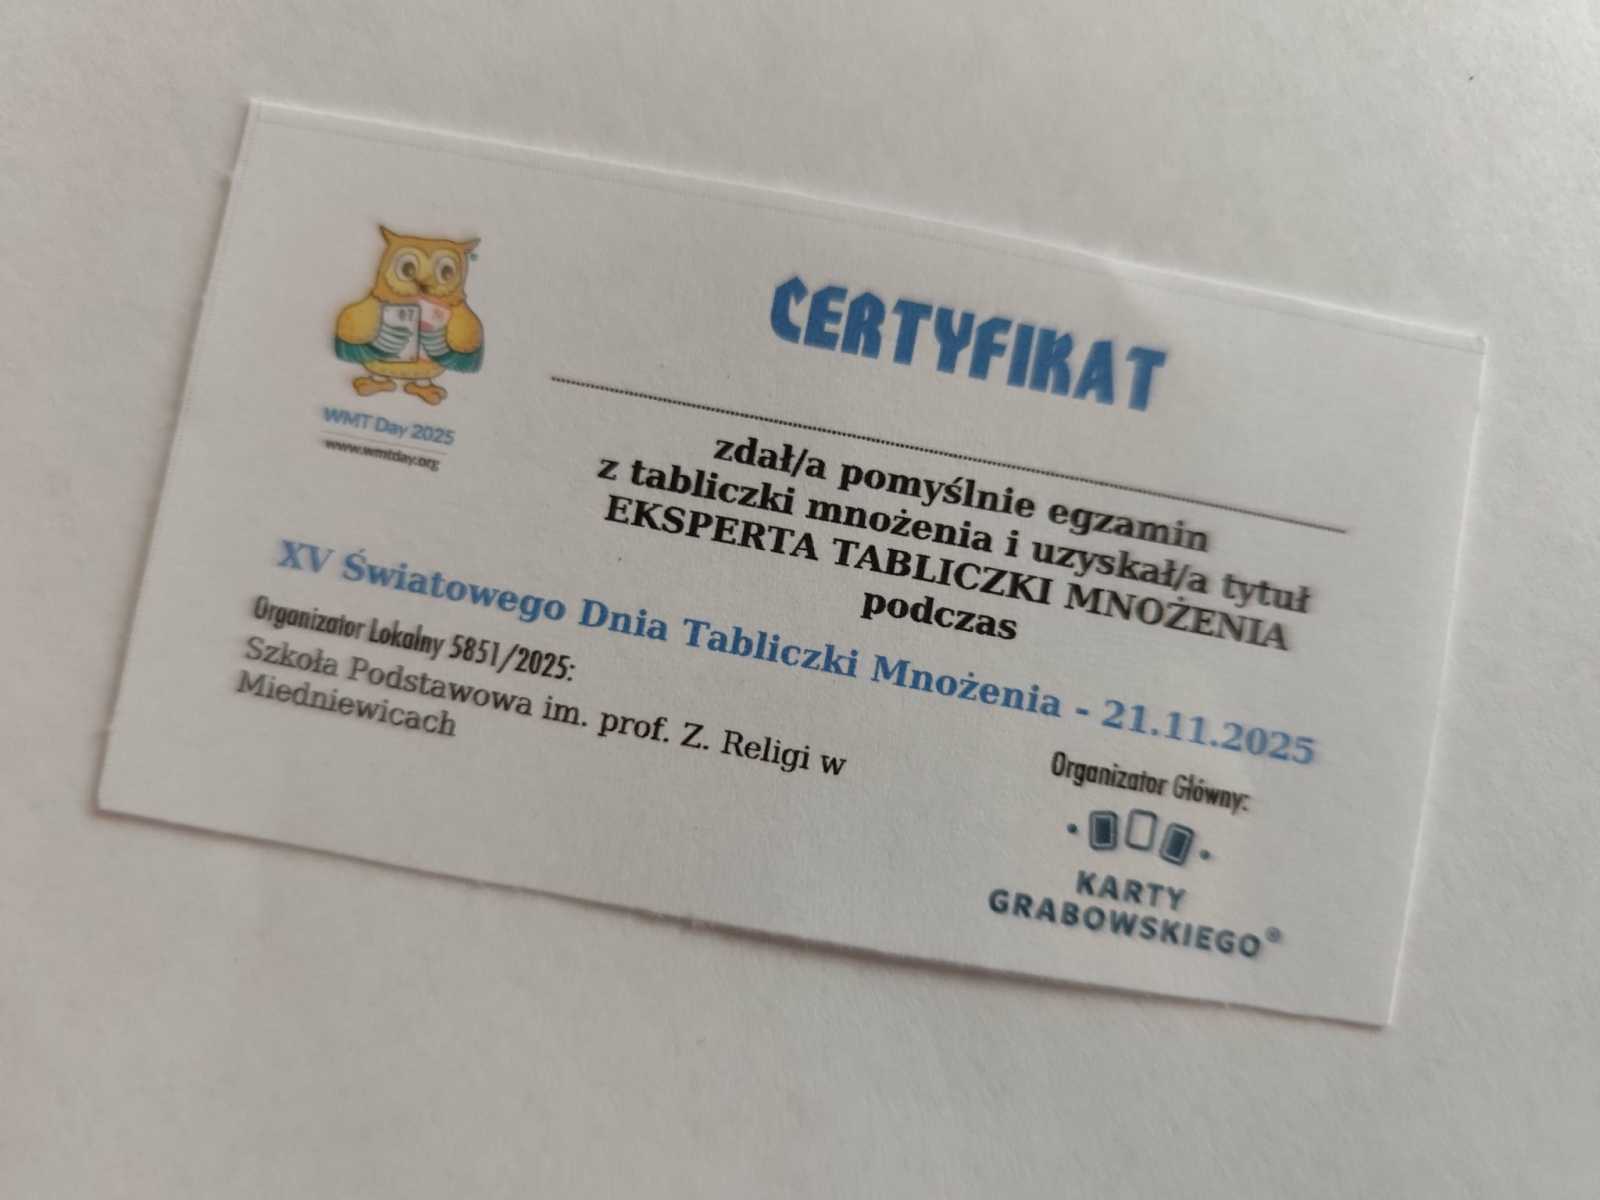 CERTYFIKAT
zdał/a pomyślnie egzamin
z tabliczki mnożenia i uzyskał/a tytuł
EKSPERTA TABLICZKI MNOŻENIA
podczas
XV Światowego Dnia Tabliczki Mnożenia - 21.11.2025
WMT Day 2025
www.wmtday.org
Organizator Lokalny 5851/2025:
Szkoła Podstawowa im. prof. Z. Religi w
Miedniewicach
Organizator Główny:
KARTY
GRABOWSKIEGO®